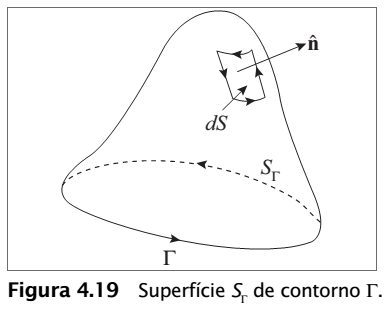 n̂
dS
S_Γ
Γ
Figura 4.19 Superfície S_Γ de contorno Γ.